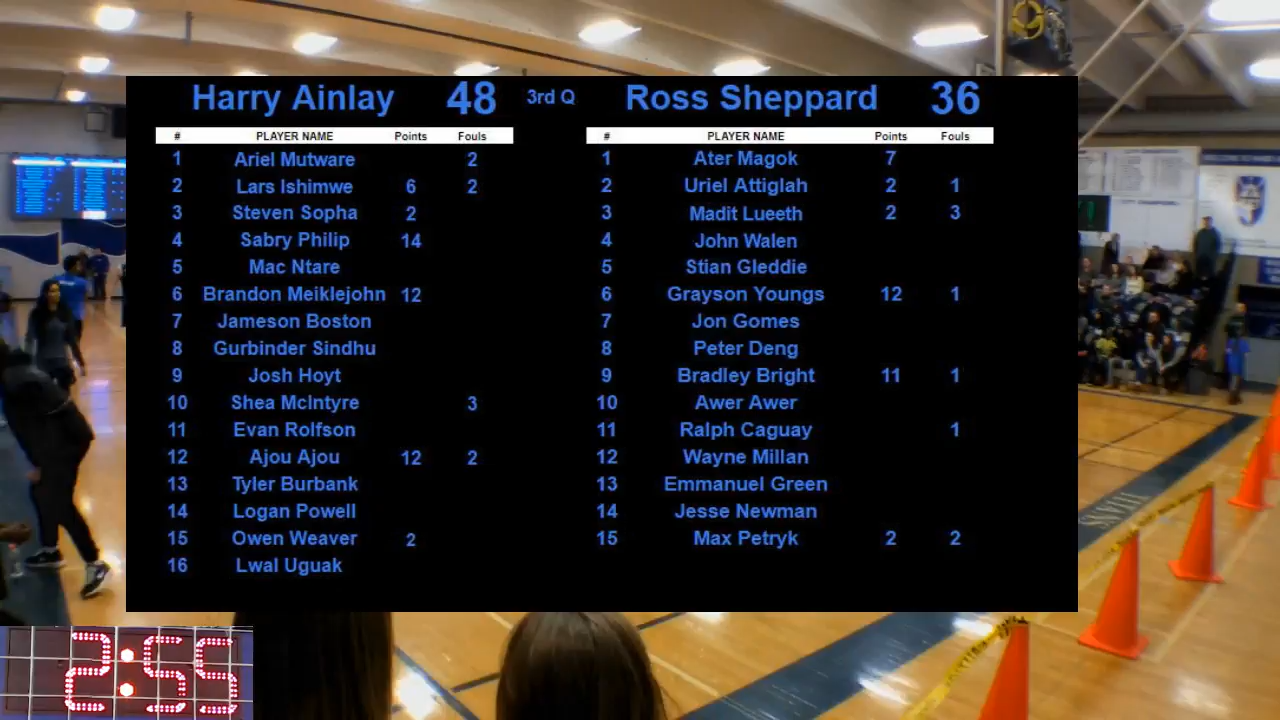 Harry Ainlay 48 3rd Q Ross Sheppard 36
# PLAYER NAME Points Fouls # PLAYER NAME Points Fouls
1 Ariel Mutware 2 1 Ater Magok 7
2 Lars Ishimwe 6 2 2 Uriel Attiglah 2 1
3 Steven Sopha 2 3 Madit Lueeth 2 3
4 Sabry Philip 14 4 John Walen
5 Mac Ntare 5 Stian Gleddie
6 Brandon Meiklejohn 12 6 Grayson Youngs 12 1
7 Jameson Boston 7 Jon Gomes
8 Gurbinder Sindhu 8 Peter Deng
9 Josh Hoyt 9 Bradley Bright 11 1
10 Shea McIntyre 3 10 Awer Awer
11 Evan Rolfson 11 Ralph Caguay 1
12 Ajou Ajou 12 2 12 Wayne Millan
13 Tyler Burbank 13 Emmanuel Green
14 Logan Powell 14 Jesse Newman
15 Owen Weaver 2 15 Max Petryk 2 2
16 Lwal Uguak
2:55